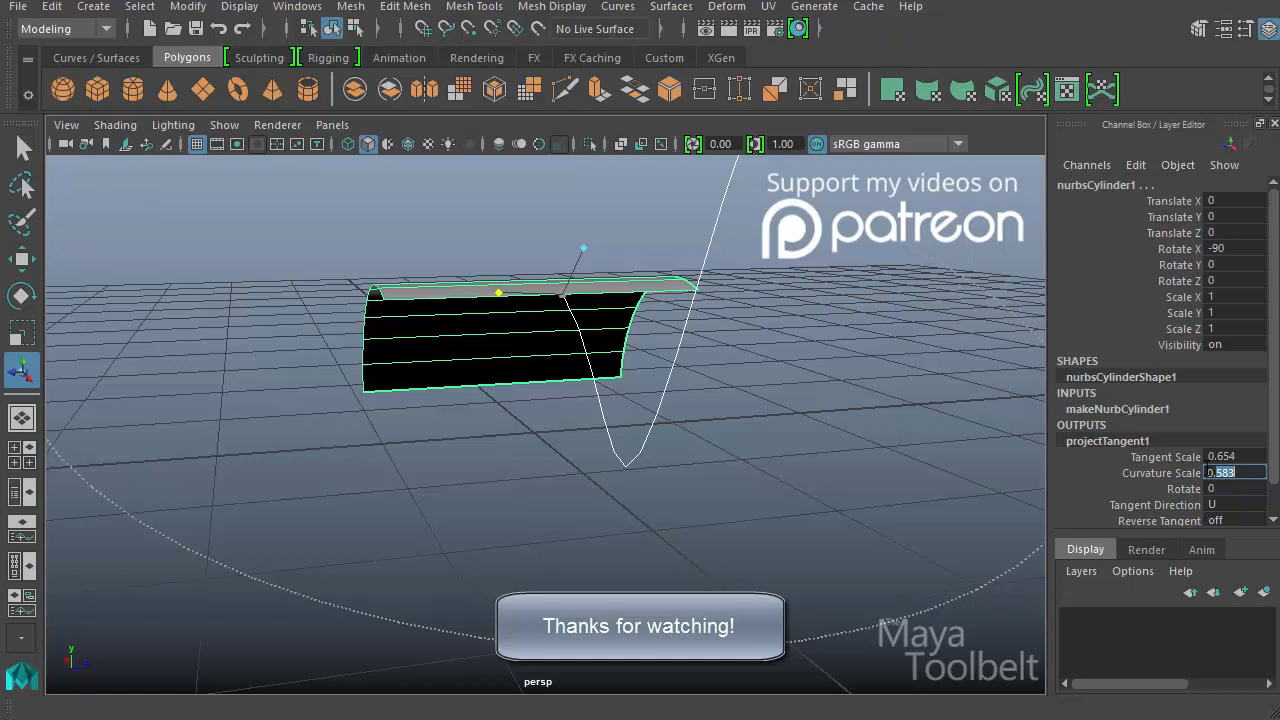 File Edit Create Select Modify Display Windows Mesh Edit Mesh Mesh Tools Mesh Display Curves Surfaces Deform UV Generate Cache Help
Modeling No Live Surface
Curves / Surfaces Polygons Sculpting Rigging Animation Rendering FX FX Caching Custom XGen
IPR
View Shading Lighting Show Renderer Panels
0.00 1.00 ON sRGB gamma
Support my videos on
patreon
Channel Box / Layer Editor
Channels Edit Object Show
nurbsCylinder1 . . .
Translate X 0
Translate Y 0
Translate Z 0
Rotate X -90
Rotate Y 0
Rotate Z 0
Scale X 1
Scale Y 1
Scale Z 1
Visibility on
SHAPES
nurbsCylinderShape1
INPUTS
makeNurbCylinder1
OUTPUTS
projectTangent1
Tangent Scale 0.654
Curvature Scale 0.583
Rotate 0
Tangent Direction U
Reverse Tangent off
Display Render Anim
Layers Options Help
Thanks for watching!
The
Maya
Toolbelt
y
persp